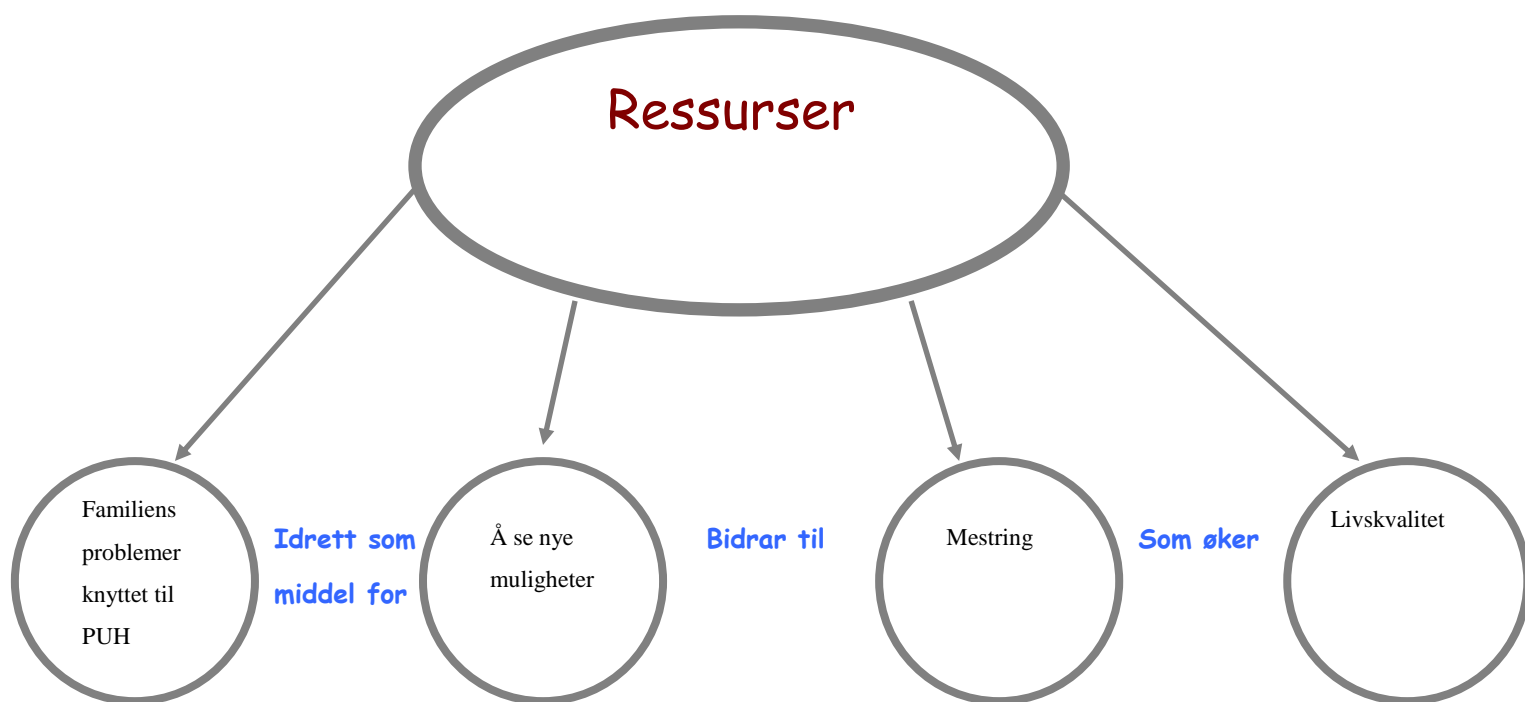 Ressurser
Familiens
problemer
knyttet til
PUH
Idrett som
middel for
Å se nye
muligheter
Bidrar til
Mestring
Som øker
Livskvalitet